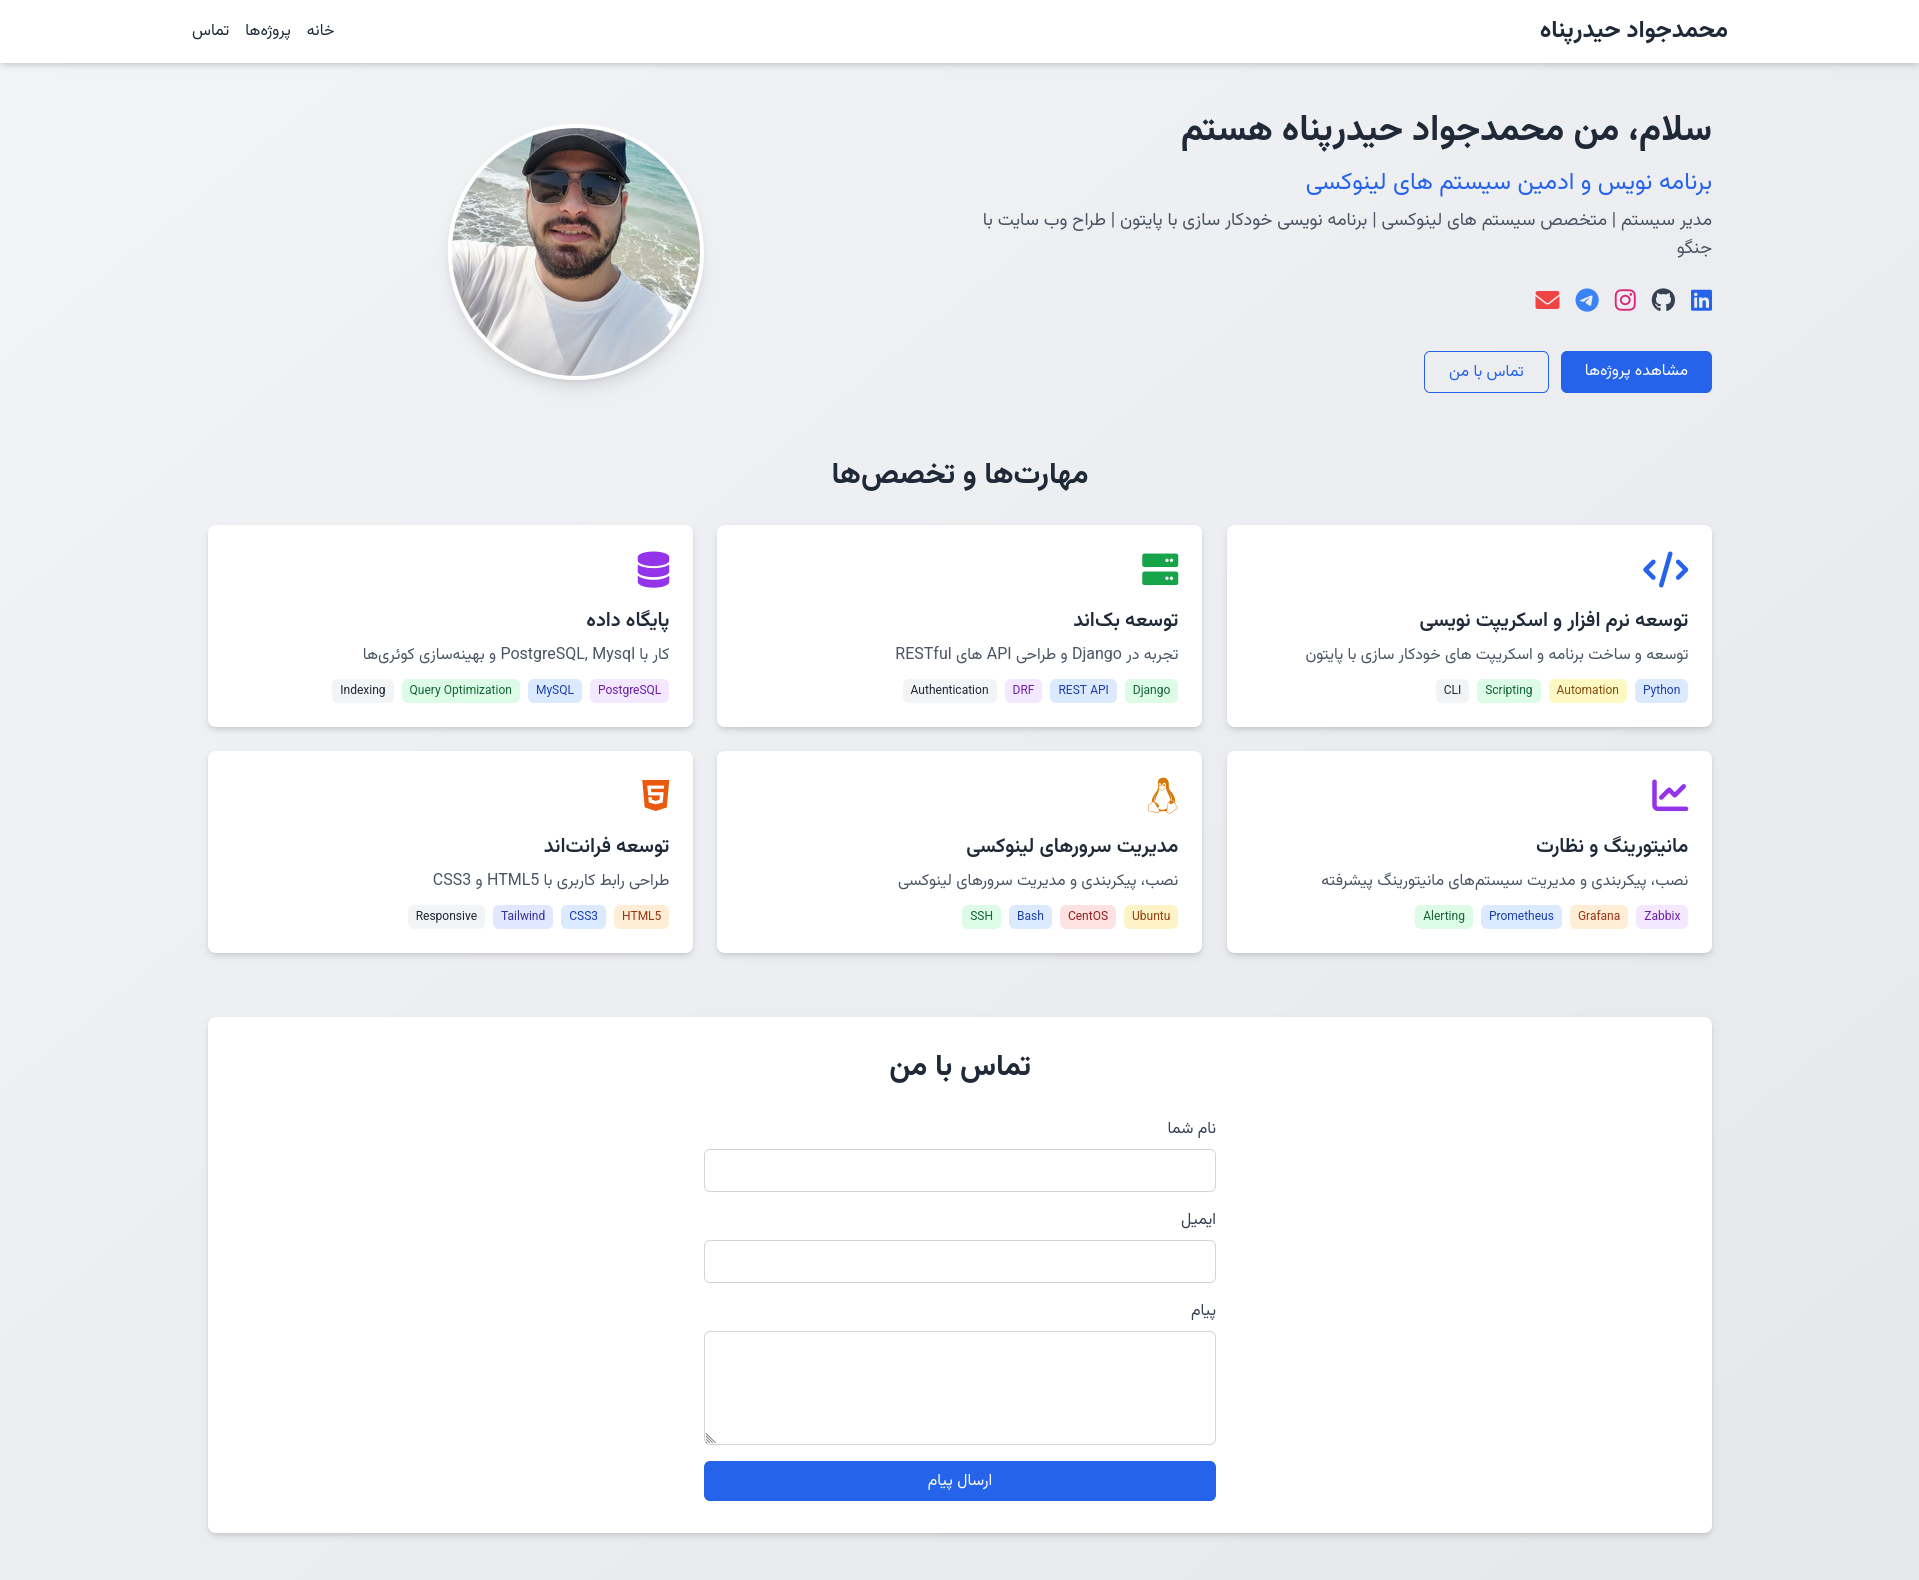 محمدجواد حیدرپناه
خانه
پروژه‌ها
تماس
سلام، من محمدجواد حیدرپناه هستم
برنامه نویس و ادمین سیستم های لینوکسی
مدیر سیستم | متخصص سیستم های لینوکسی | برنامه نویسی خودکار سازی با پایتون | طراح وب سایت با
جنگو
مشاهده پروژه‌ها
تماس با من
مهارت‌ها و تخصص‌ها
توسعه نرم افزار و اسکریپت نویسی
توسعه و ساخت برنامه و اسکریپت های خودکار سازی با پایتون
Python
Automation
Scripting
CLI
توسعه بک‌اند
تجربه در Django و طراحی API های RESTful
Django
REST API
DRF
Authentication
پایگاه داده
کار با PostgreSQL, Mysql و بهینه‌سازی کوئری‌ها
PostgreSQL
MySQL
Query Optimization
Indexing
مانیتورینگ و نظارت
نصب، پیکربندی و مدیریت سیستم‌های مانیتورینگ پیشرفته
Zabbix
Grafana
Prometheus
Alerting
مدیریت سرورهای لینوکسی
نصب، پیکربندی و مدیریت سرورهای لینوکسی
Ubuntu
CentOS
Bash
SSH
توسعه فرانت‌اند
طراحی رابط کاربری با HTML5 و CSS3
HTML5
CSS3
Tailwind
Responsive
تماس با من
نام شما
ایمیل
پیام
ارسال پیام